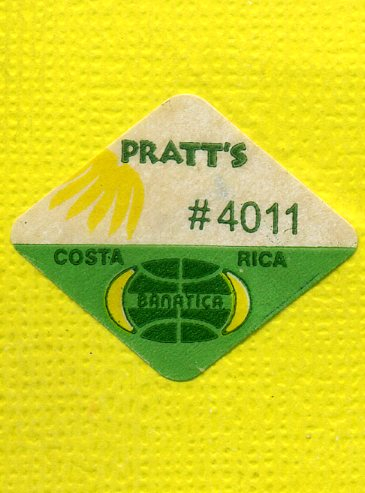 PRATT'S
#4011
COSTA RICA
BANATICA